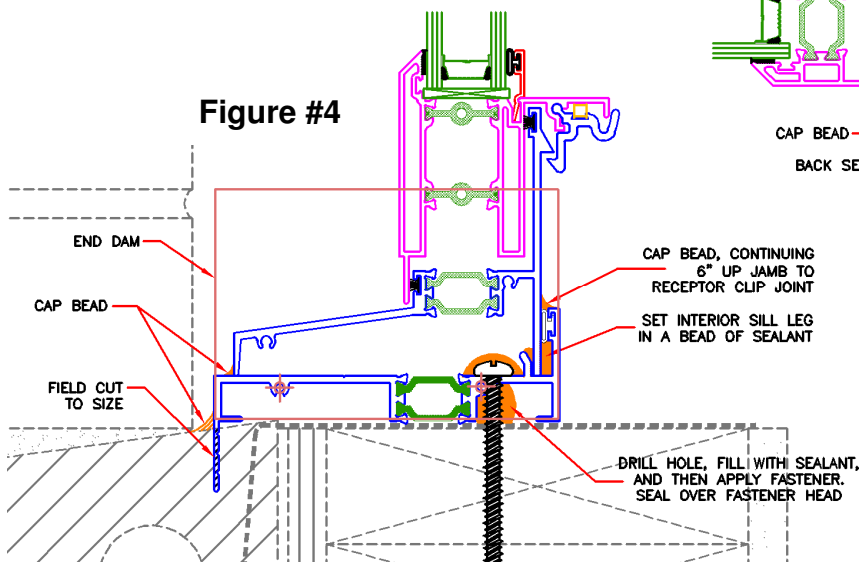 Figure #4
CAP BEAD
BACK SE
END DAM
CAP BEAD
FIELD CUT
TO SIZE
CAP BEAD, CONTINUING
6" UP JAMB TO
RECEPTOR CLIP JOINT
SET INTERIOR SILL LEG
IN A BEAD OF SEALANT
DRILL HOLE, FILL WITH SEALANT,
AND THEN APPLY FASTENER.
SEAL OVER FASTENER HEAD